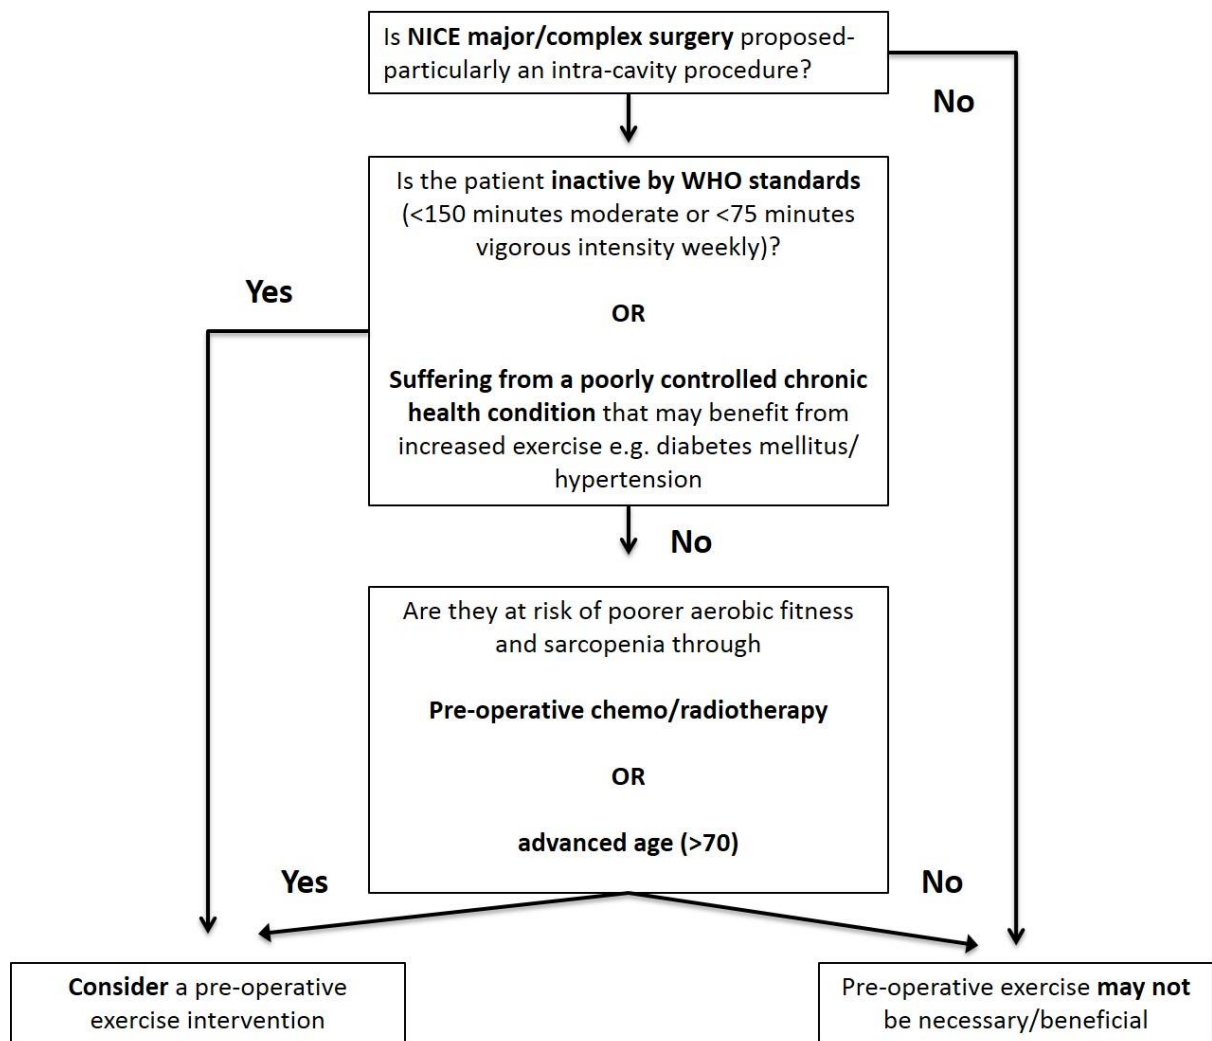 Is NICE major/complex surgery proposed-
particularly an intra-cavity procedure?
No
Is the patient inactive by WHO standards
(<150 minutes moderate or <75 minutes
vigorous intensity weekly)?
Yes
OR
Suffering from a poorly controlled chronic
health condition that may benefit from
increased exercise e.g. diabetes mellitus/
hypertension
No
Are they at risk of poorer aerobic fitness
and sarcopenia through
Pre-operative chemo/radiotherapy
OR
advanced age (>70)
Yes
No
Consider a pre-operative
exercise intervention
Pre-operative exercise may not
be necessary/beneficial